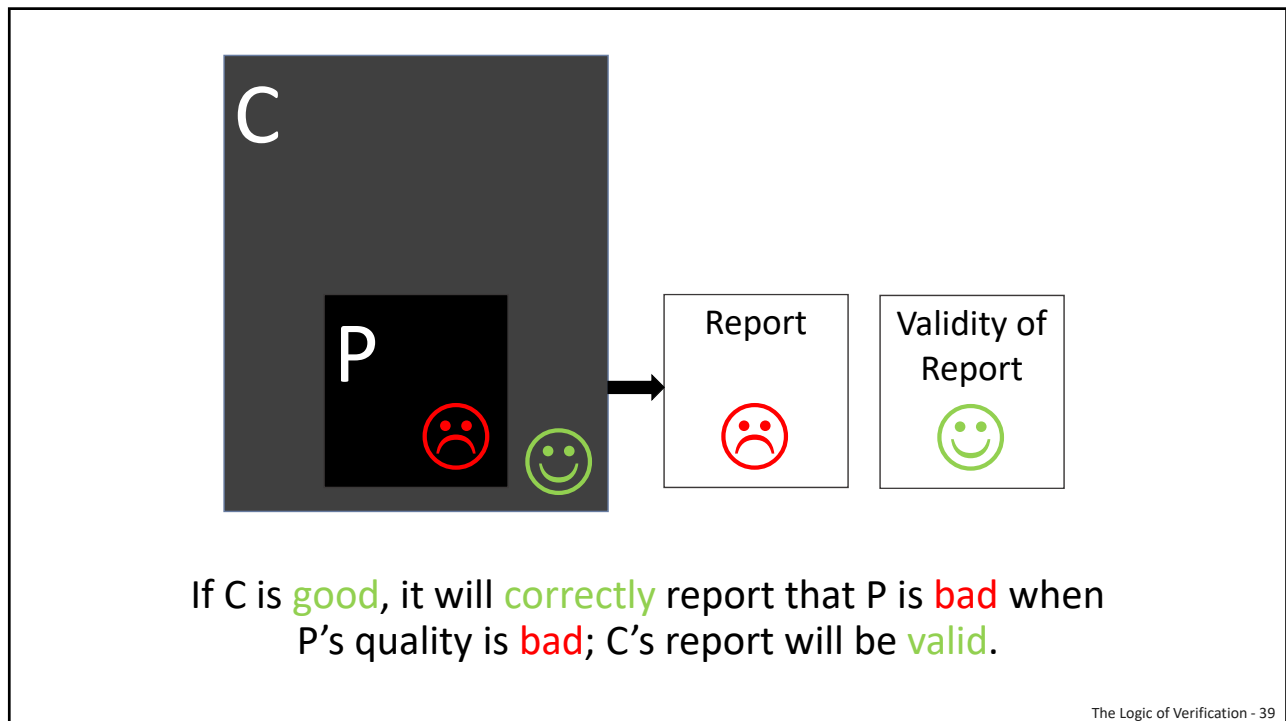 C
P
Report
Validity of
Report
If C is good, it will correctly report that P is bad when
P’s quality is bad; C’s report will be valid.
The Logic of Verification - 39